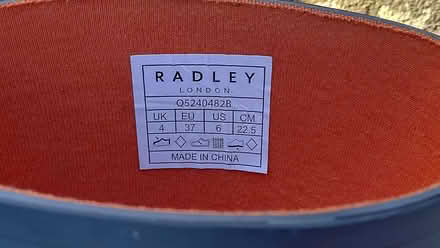 RADLEY
LONDON
Q5240482B
UK EU US CM
4 37 6 22.5
MADE IN CHINA